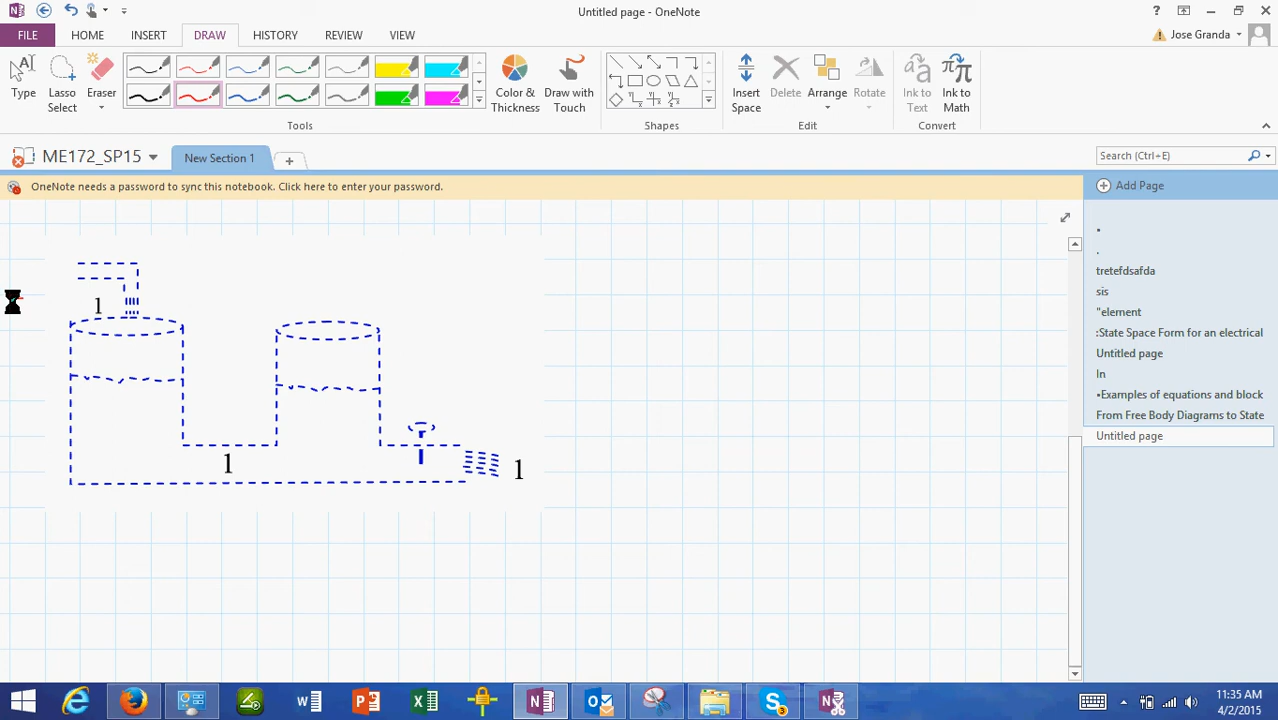 Untitled page - OneNote
?
FILE
HOME
INSERT
DRAW
HISTORY
REVIEW
VIEW
Jose Granda
Type
Lasso
Select
Eraser
Color &
Thickness
Draw with
Touch
Insert
Space
Delete
Arrange
Rotate
Ink to
Text
Ink to
Math
Tools
Shapes
Edit
Convert
ME172_SP15
New Section 1
Search (Ctrl+E)
OneNote needs a password to sync this notebook. Click here to enter your password.
Add Page
.
tretefdsafda
sis
"element
:State Space Form for an electrical
Untitled page
In
•Examples of equations and block
From Free Body Diagrams to State
Untitled page
1
1
1
11:35 AM
4/2/2015